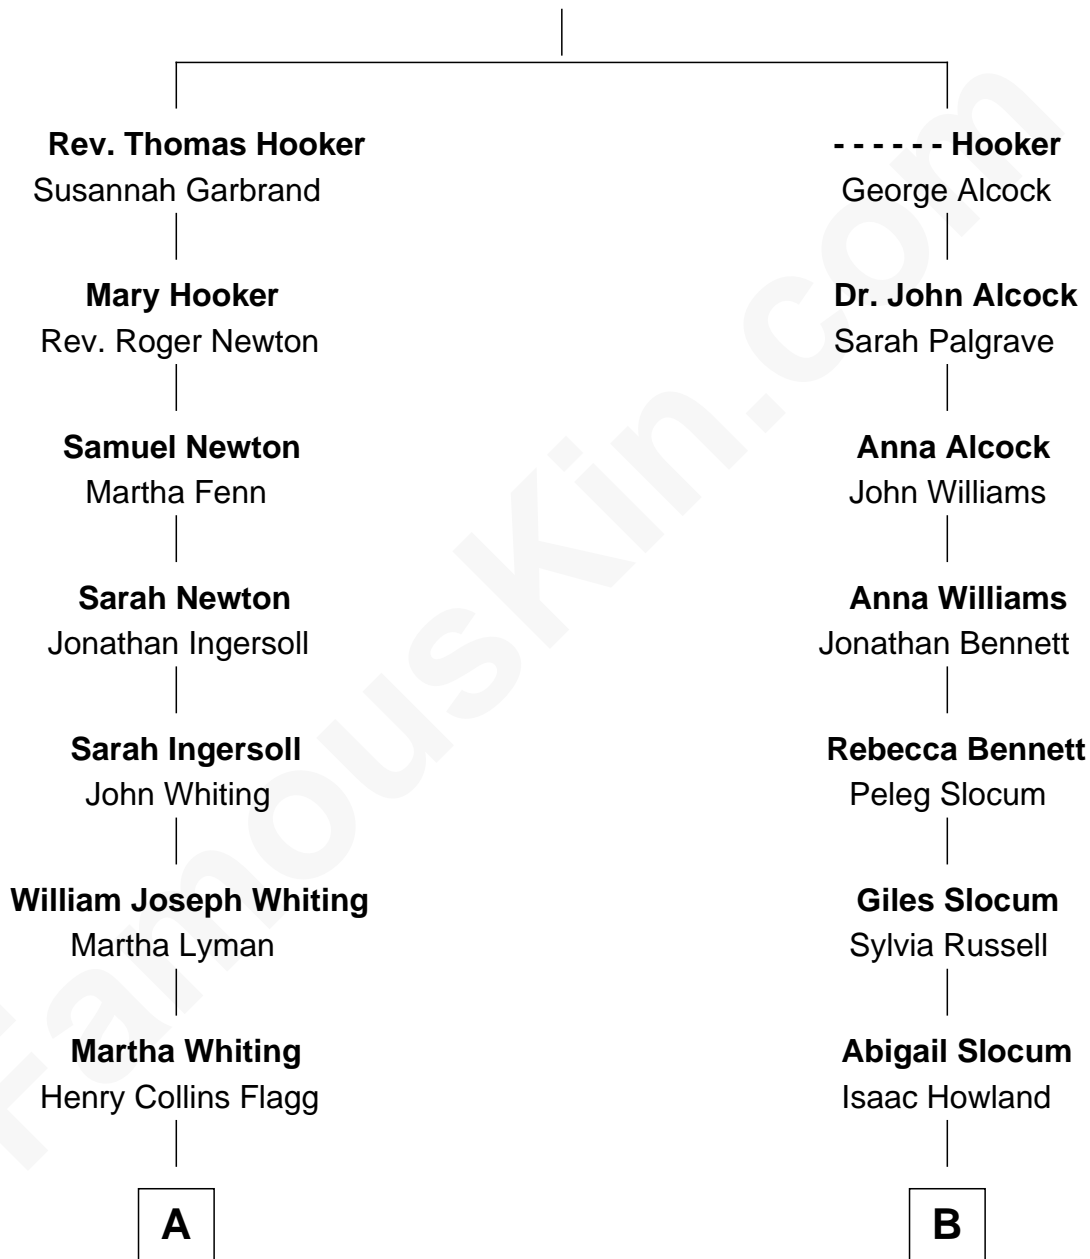 Rev. Thomas Hooker
Susannah Garbrand
Mary Hooker
Rev. Roger Newton
Samuel Newton
Martha Fenn
Sarah Newton
Jonathan Ingersoll
Sarah Ingersoll
John Whiting
William Joseph Whiting
Martha Lyman
Martha Whiting
Henry Collins Flagg
A
- - - - - - Hooker
George Alcock
Dr. John Alcock
Sarah Palgrave
Anna Alcock
John Williams
Anna Williams
Jonathan Bennett
Rebecca Bennett
Peleg Slocum
Giles Slocum
Sylvia Russell
Abigail Slocum
Isaac Howland
B
FamousKin.com